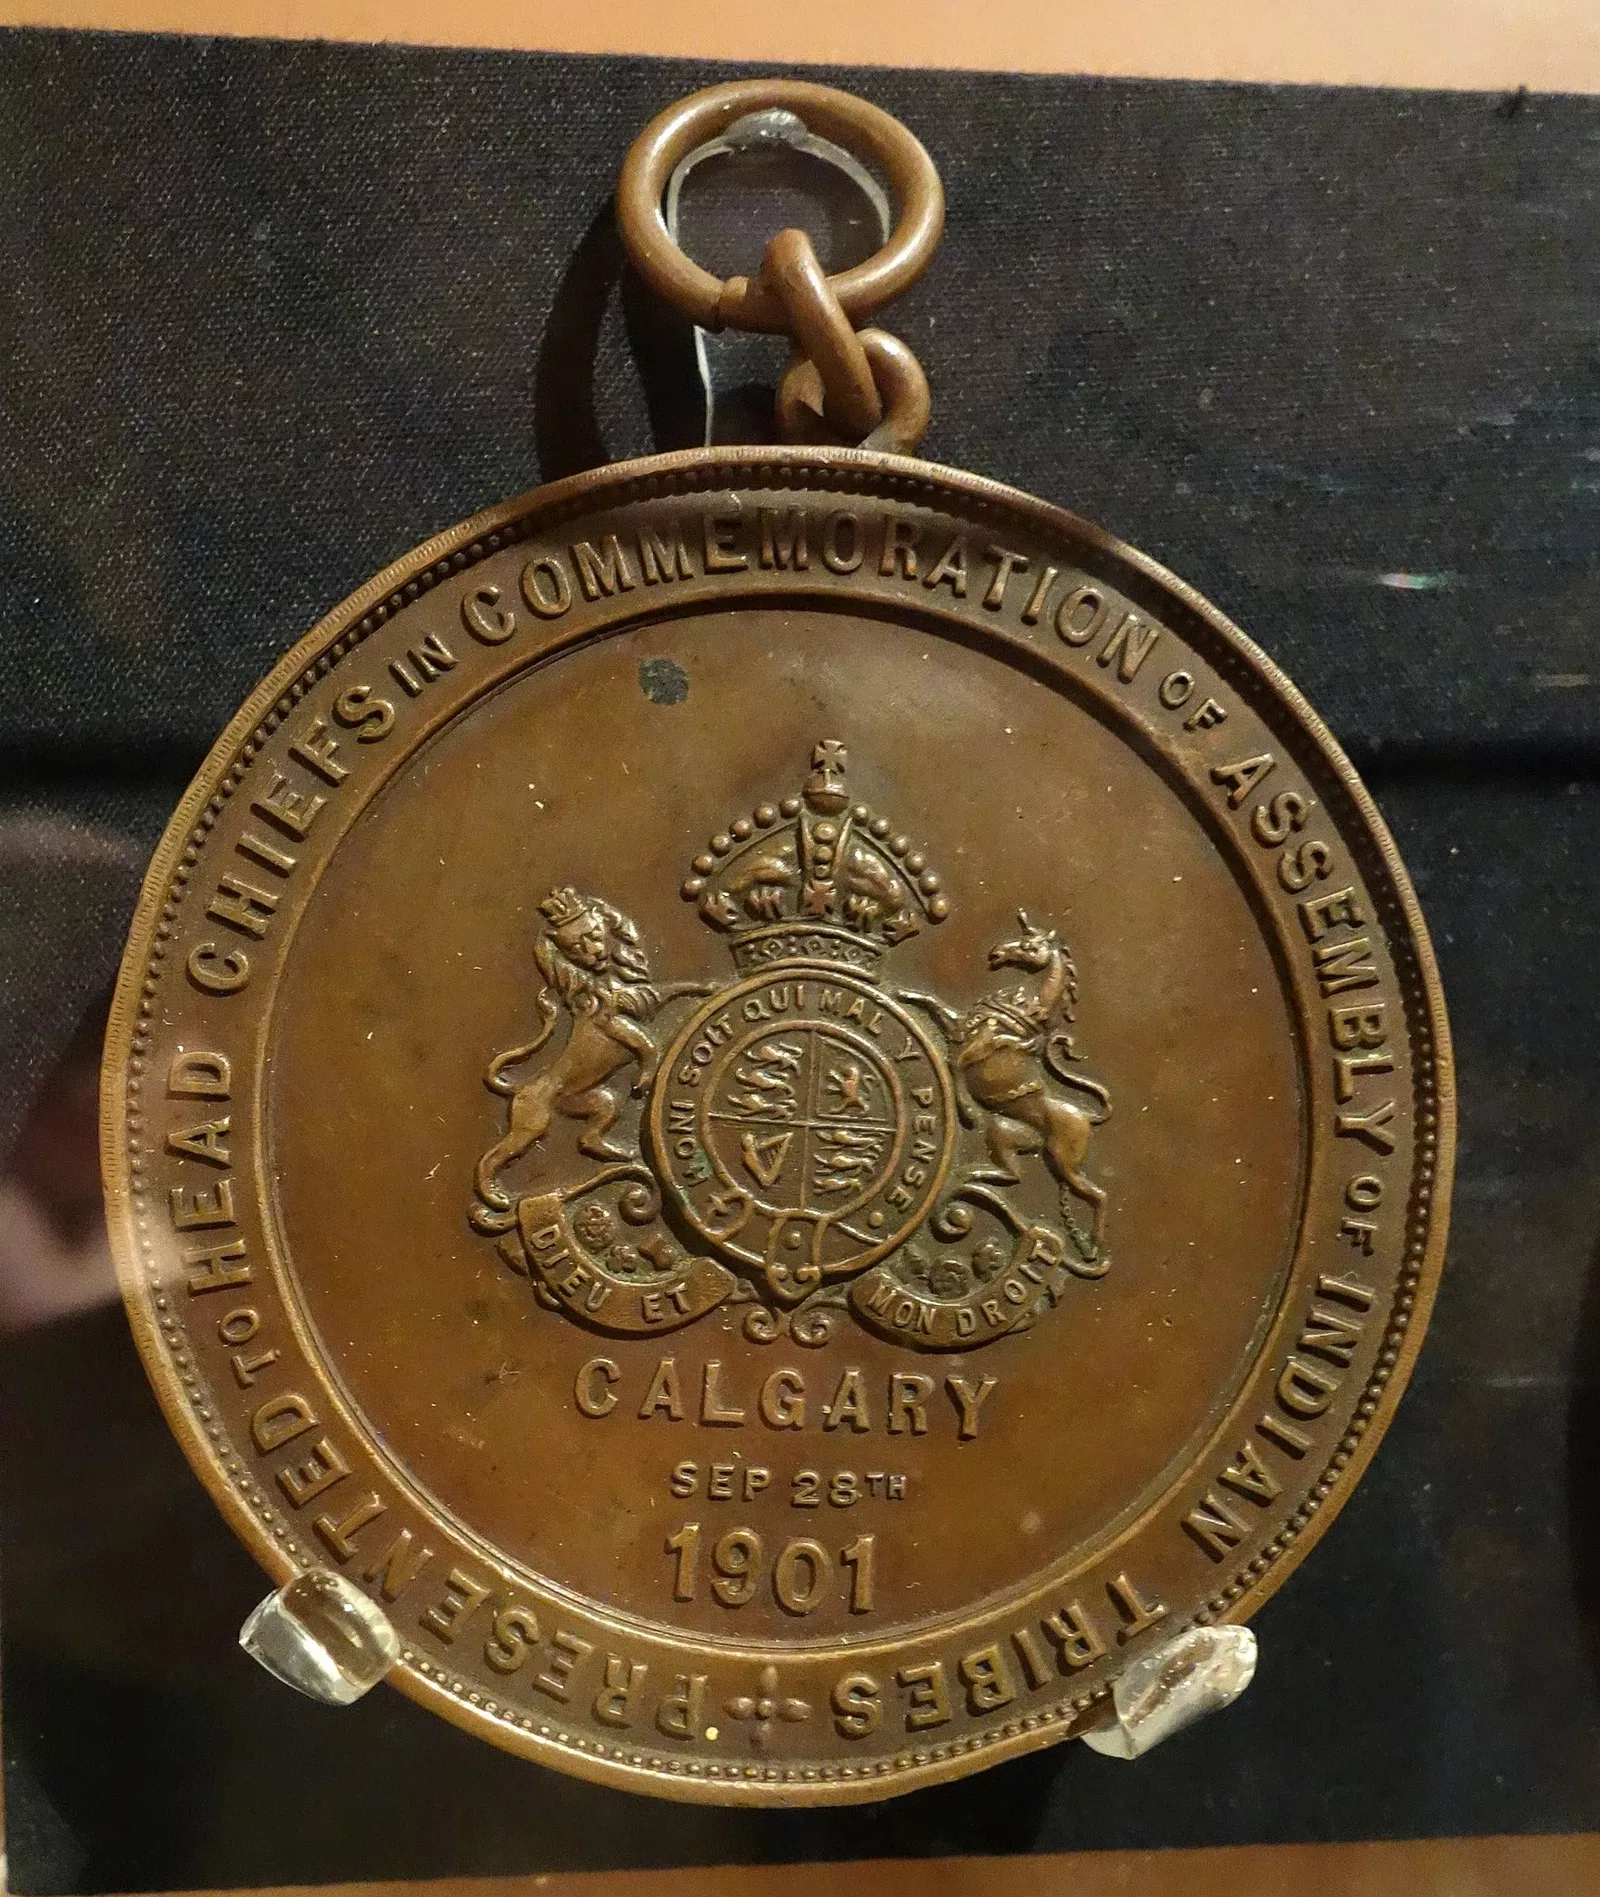 PRESENTED TO HEAD CHIEFS IN COMMEMORATION OF ASSEMBLY OF INDIAN TRIBES
HONI SOIT QUI MAL Y PENSE
DIEU ET MON DROIT
CALGARY
SEP 28TH
1901